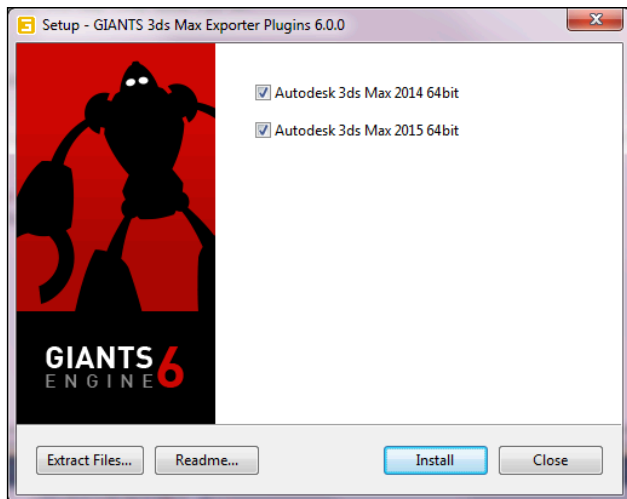 Setup - GIANTS 3ds Max Exporter Plugins 6.0.0
Autodesk 3ds Max 2014 64bit
Autodesk 3ds Max 2015 64bit
GIANTS 6
ENGINE
Extract Files...
Readme...
Install
Close